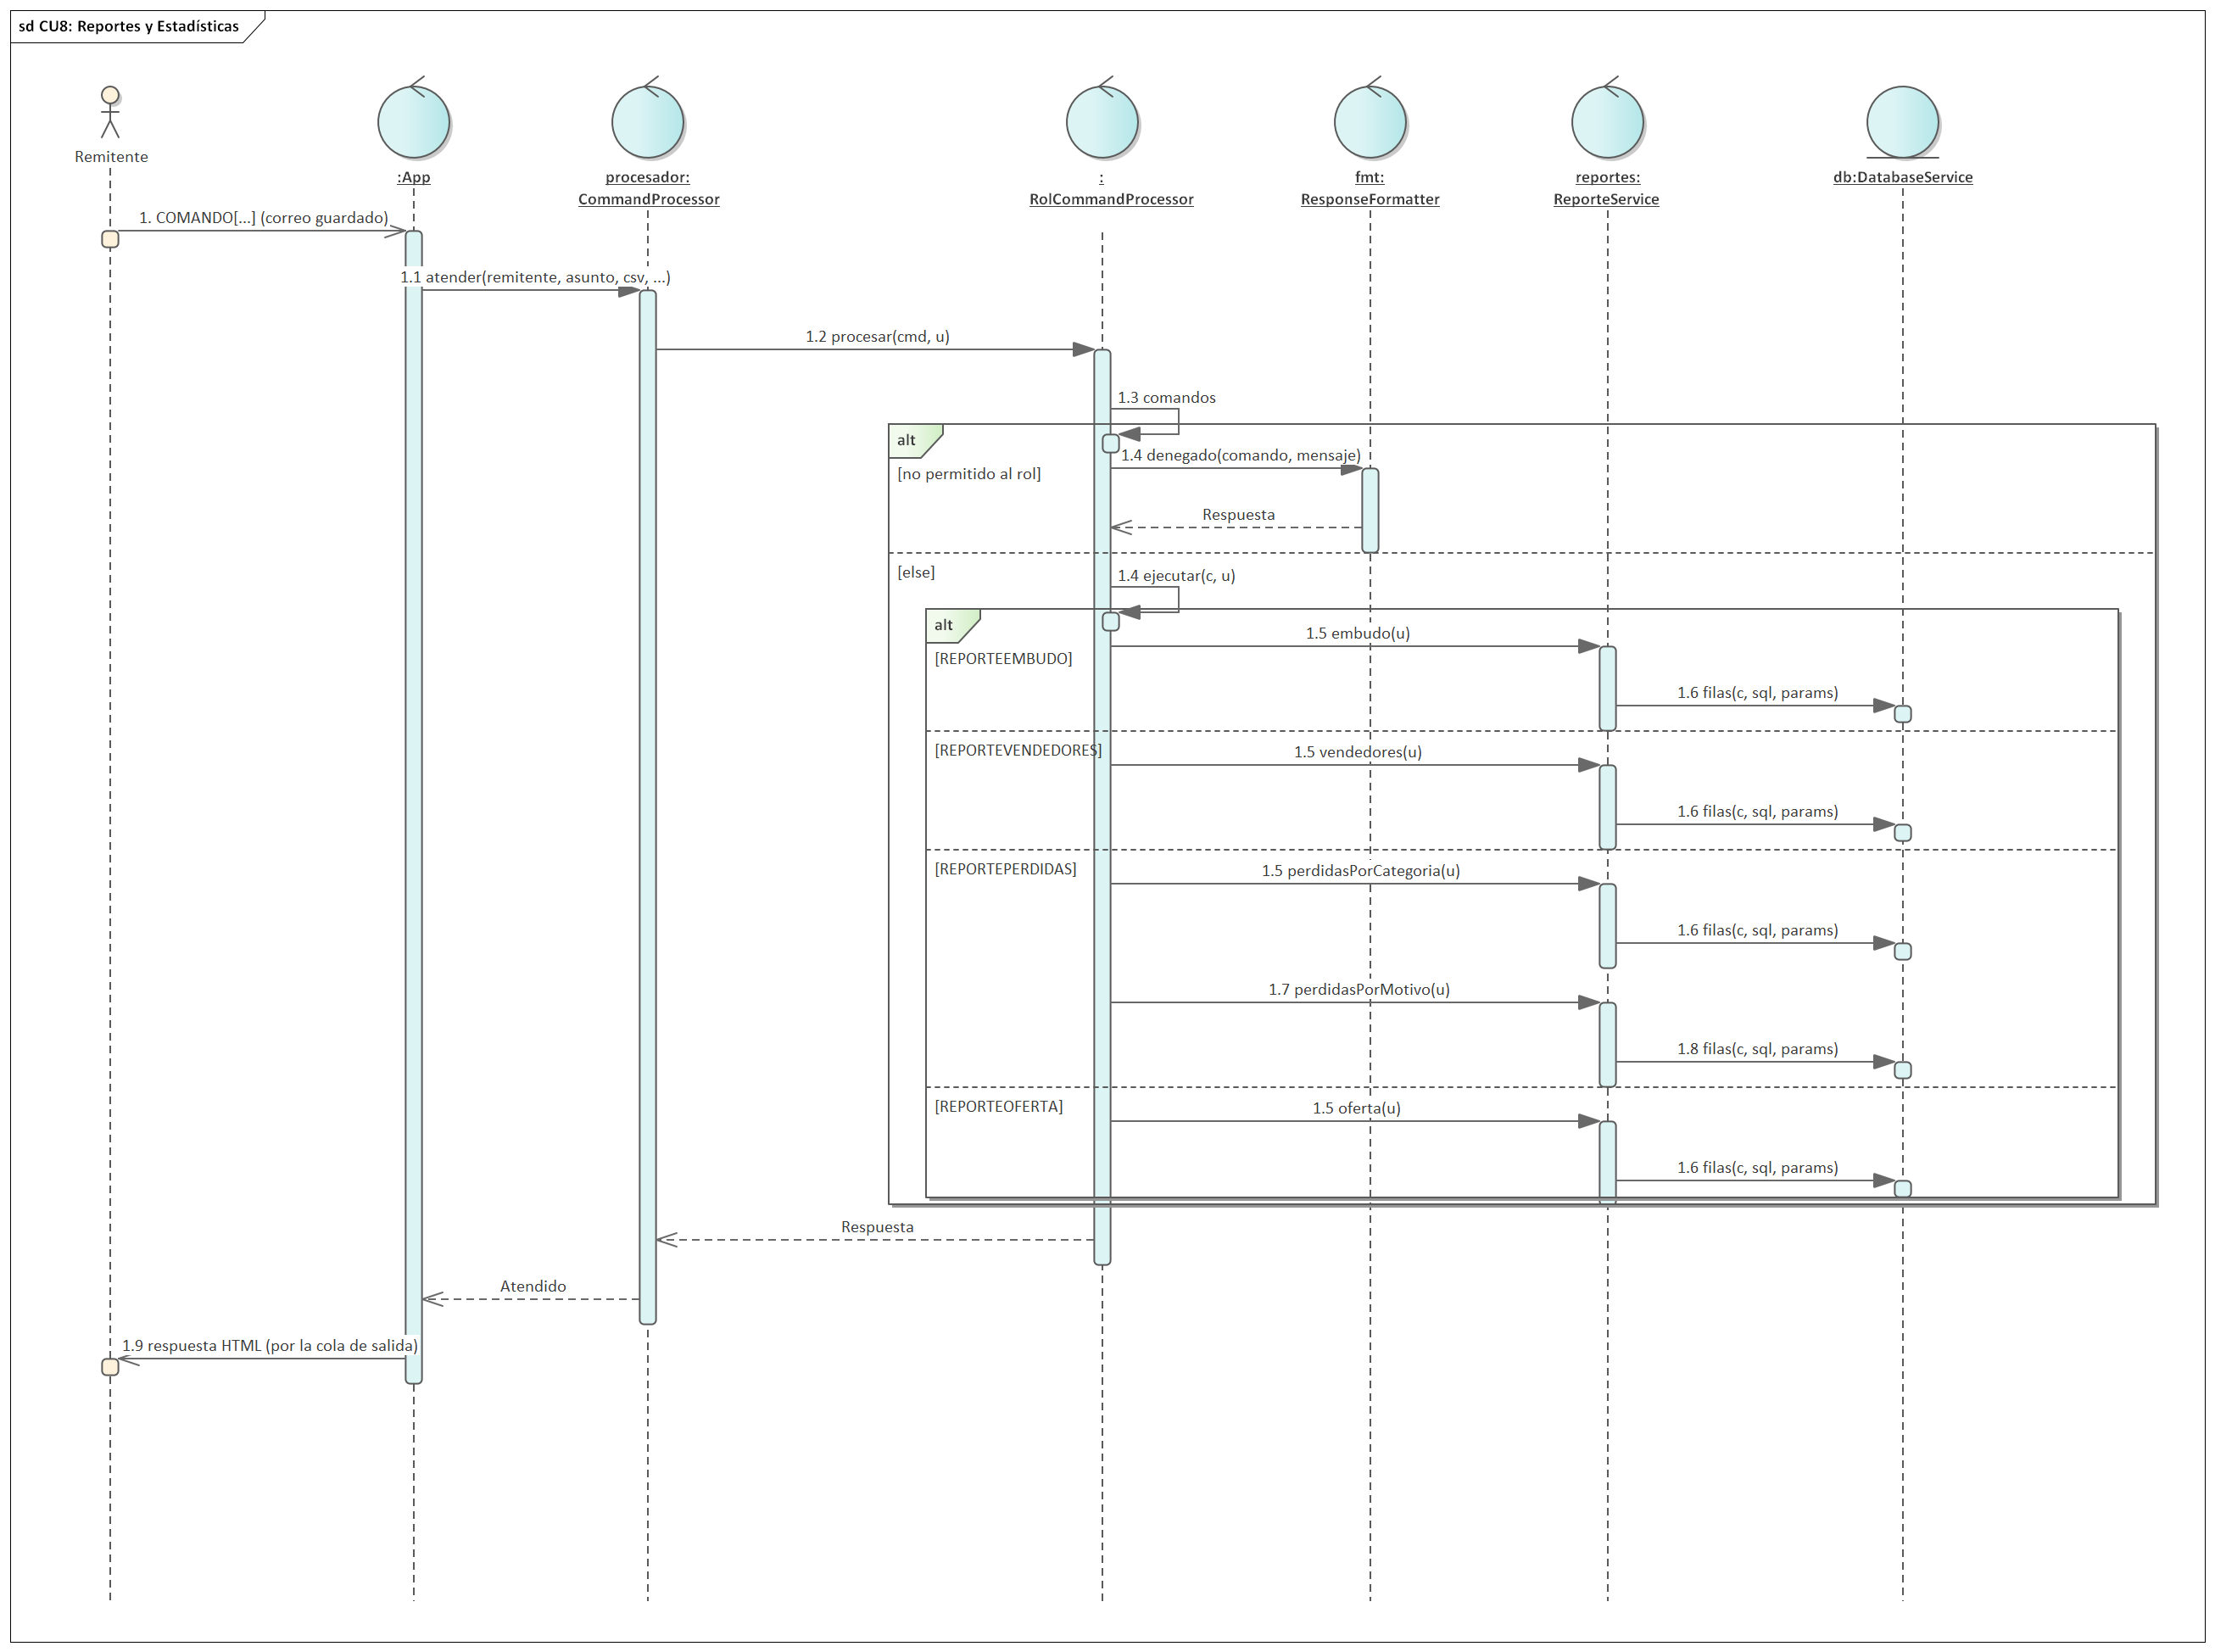 sd CU8: Reportes y Estadísticas
Remitente
:App
procesador:
CommandProcessor
:
RolCommandProcessor
fmt:
ResponseFormatter
reportes:
ReporteService
db:DatabaseService
1. COMANDO[...] (correo guardado)
1.1 atender(remitente, asunto, csv, ...)
1.2 procesar(cmd, u)
1.3 comandos
alt
1.4 denegado(comando, mensaje)
[no permitido al rol]
Respuesta
[else]
1.4 ejecutar(c, u)
alt
1.5 embudo(u)
[REPORTEEMBUDO]
1.6 filas(c, sql, params)
[REPORTEVENDEDORES]
1.5 vendedores(u)
1.6 filas(c, sql, params)
[REPORTEPERDIDAS]
1.5 perdidasPorCategoria(u)
1.6 filas(c, sql, params)
1.7 perdidasPorMotivo(u)
1.8 filas(c, sql, params)
[REPORTEOFERTA]
1.5 oferta(u)
1.6 filas(c, sql, params)
Respuesta
Atendido
1.9 respuesta HTML (por la cola de salida)